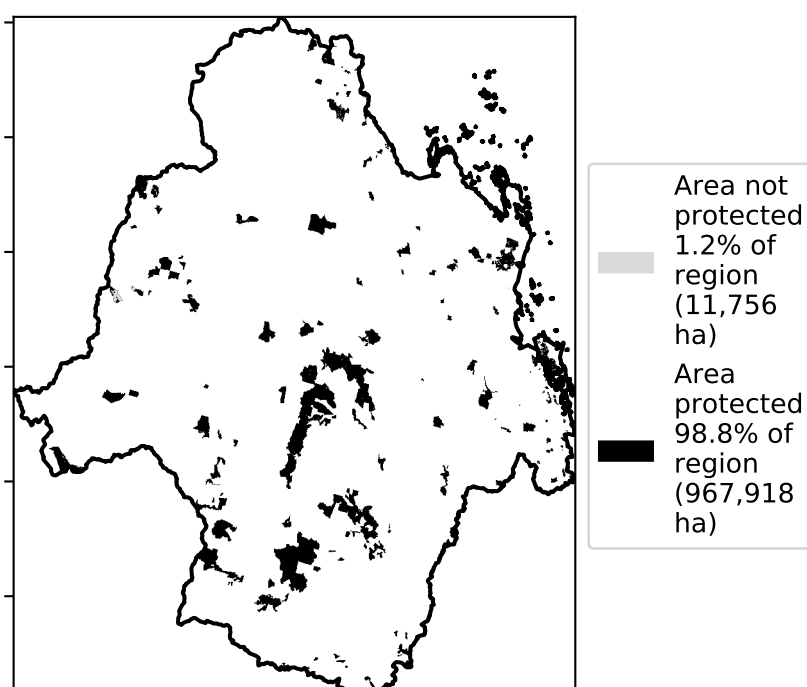 Area not
protected
1.2% of
region
(11,756
ha)
Area
protected
98.8% of
region
(967,918
ha)